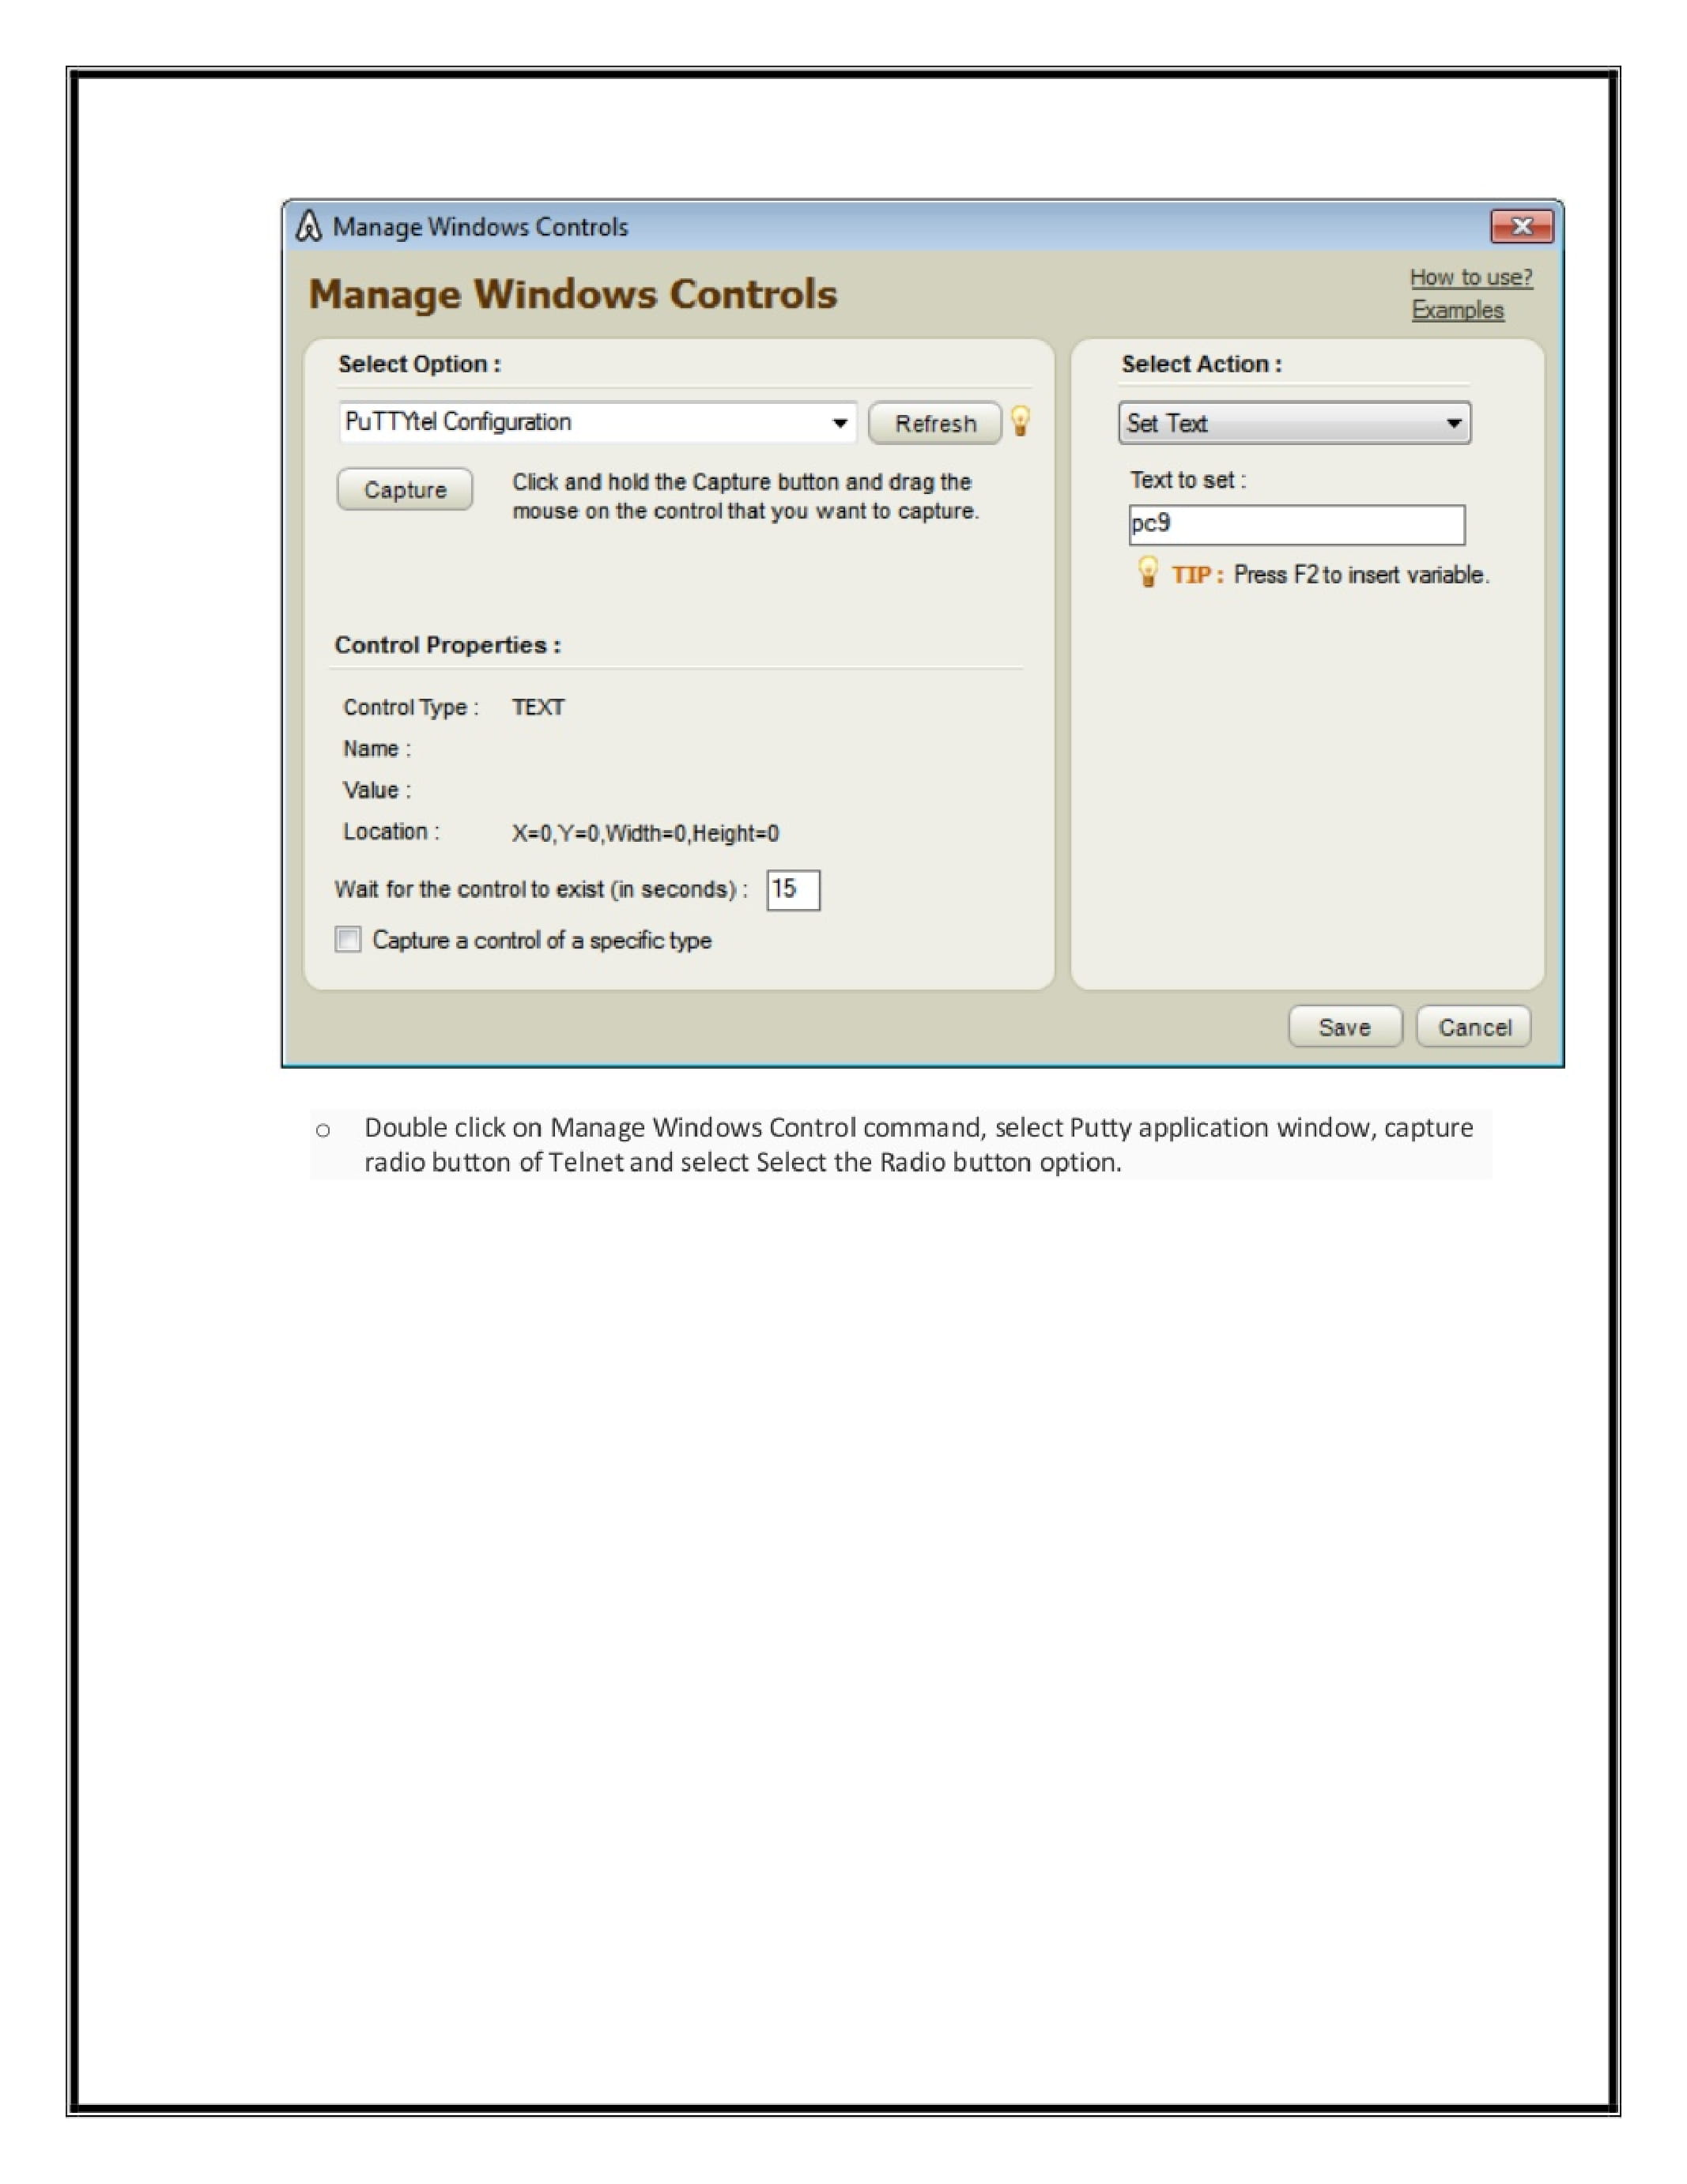 Manage Windows Controls
Manage Windows Controls
How to use?
Examples
Select Option :
PuTTYtel Configuration
Refresh
Capture
Click and hold the Capture button and drag the
mouse on the control that you want to capture.
Control Properties :
Control Type : TEXT
Name :
Value :
Location : X=0,Y=0,Width=0,Height=0
Wait for the control to exist (in seconds) : 15
Capture a control of a specific type
Select Action :
Set Text
Text to set :
pc9
TIP : Press F2 to insert variable.
Save
Cancel
o Double click on Manage Windows Control command, select Putty application window, capture
radio button of Telnet and select Select the Radio button option.